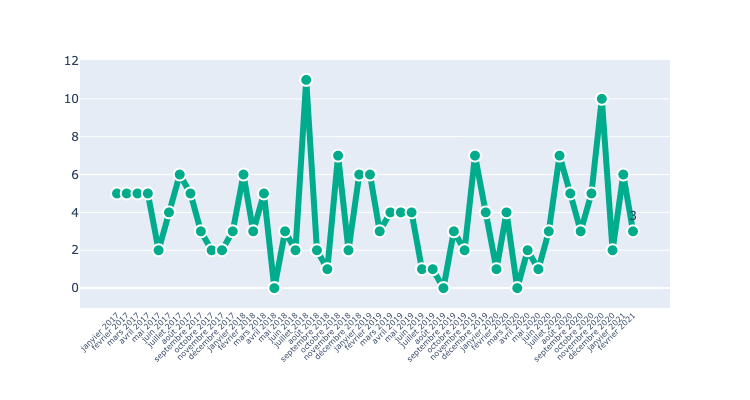 12
10
8
6
4
2
0
3
janvier 2017
février 2017
mars 2017
avril 2017
mai 2017
juin 2017
juillet 2017
août 2017
septembre 2017
octobre 2017
novembre 2017
décembre 2017
janvier 2018
février 2018
mars 2018
avril 2018
mai 2018
juin 2018
juillet 2018
août 2018
septembre 2018
octobre 2018
novembre 2018
décembre 2018
janvier 2019
février 2019
mars 2019
avril 2019
mai 2019
juin 2019
juillet 2019
août 2019
septembre 2019
octobre 2019
novembre 2019
décembre 2019
janvier 2020
février 2020
mars 2020
avril 2020
mai 2020
juin 2020
juillet 2020
août 2020
septembre 2020
octobre 2020
novembre 2020
décembre 2020
janvier 2021
février 2021